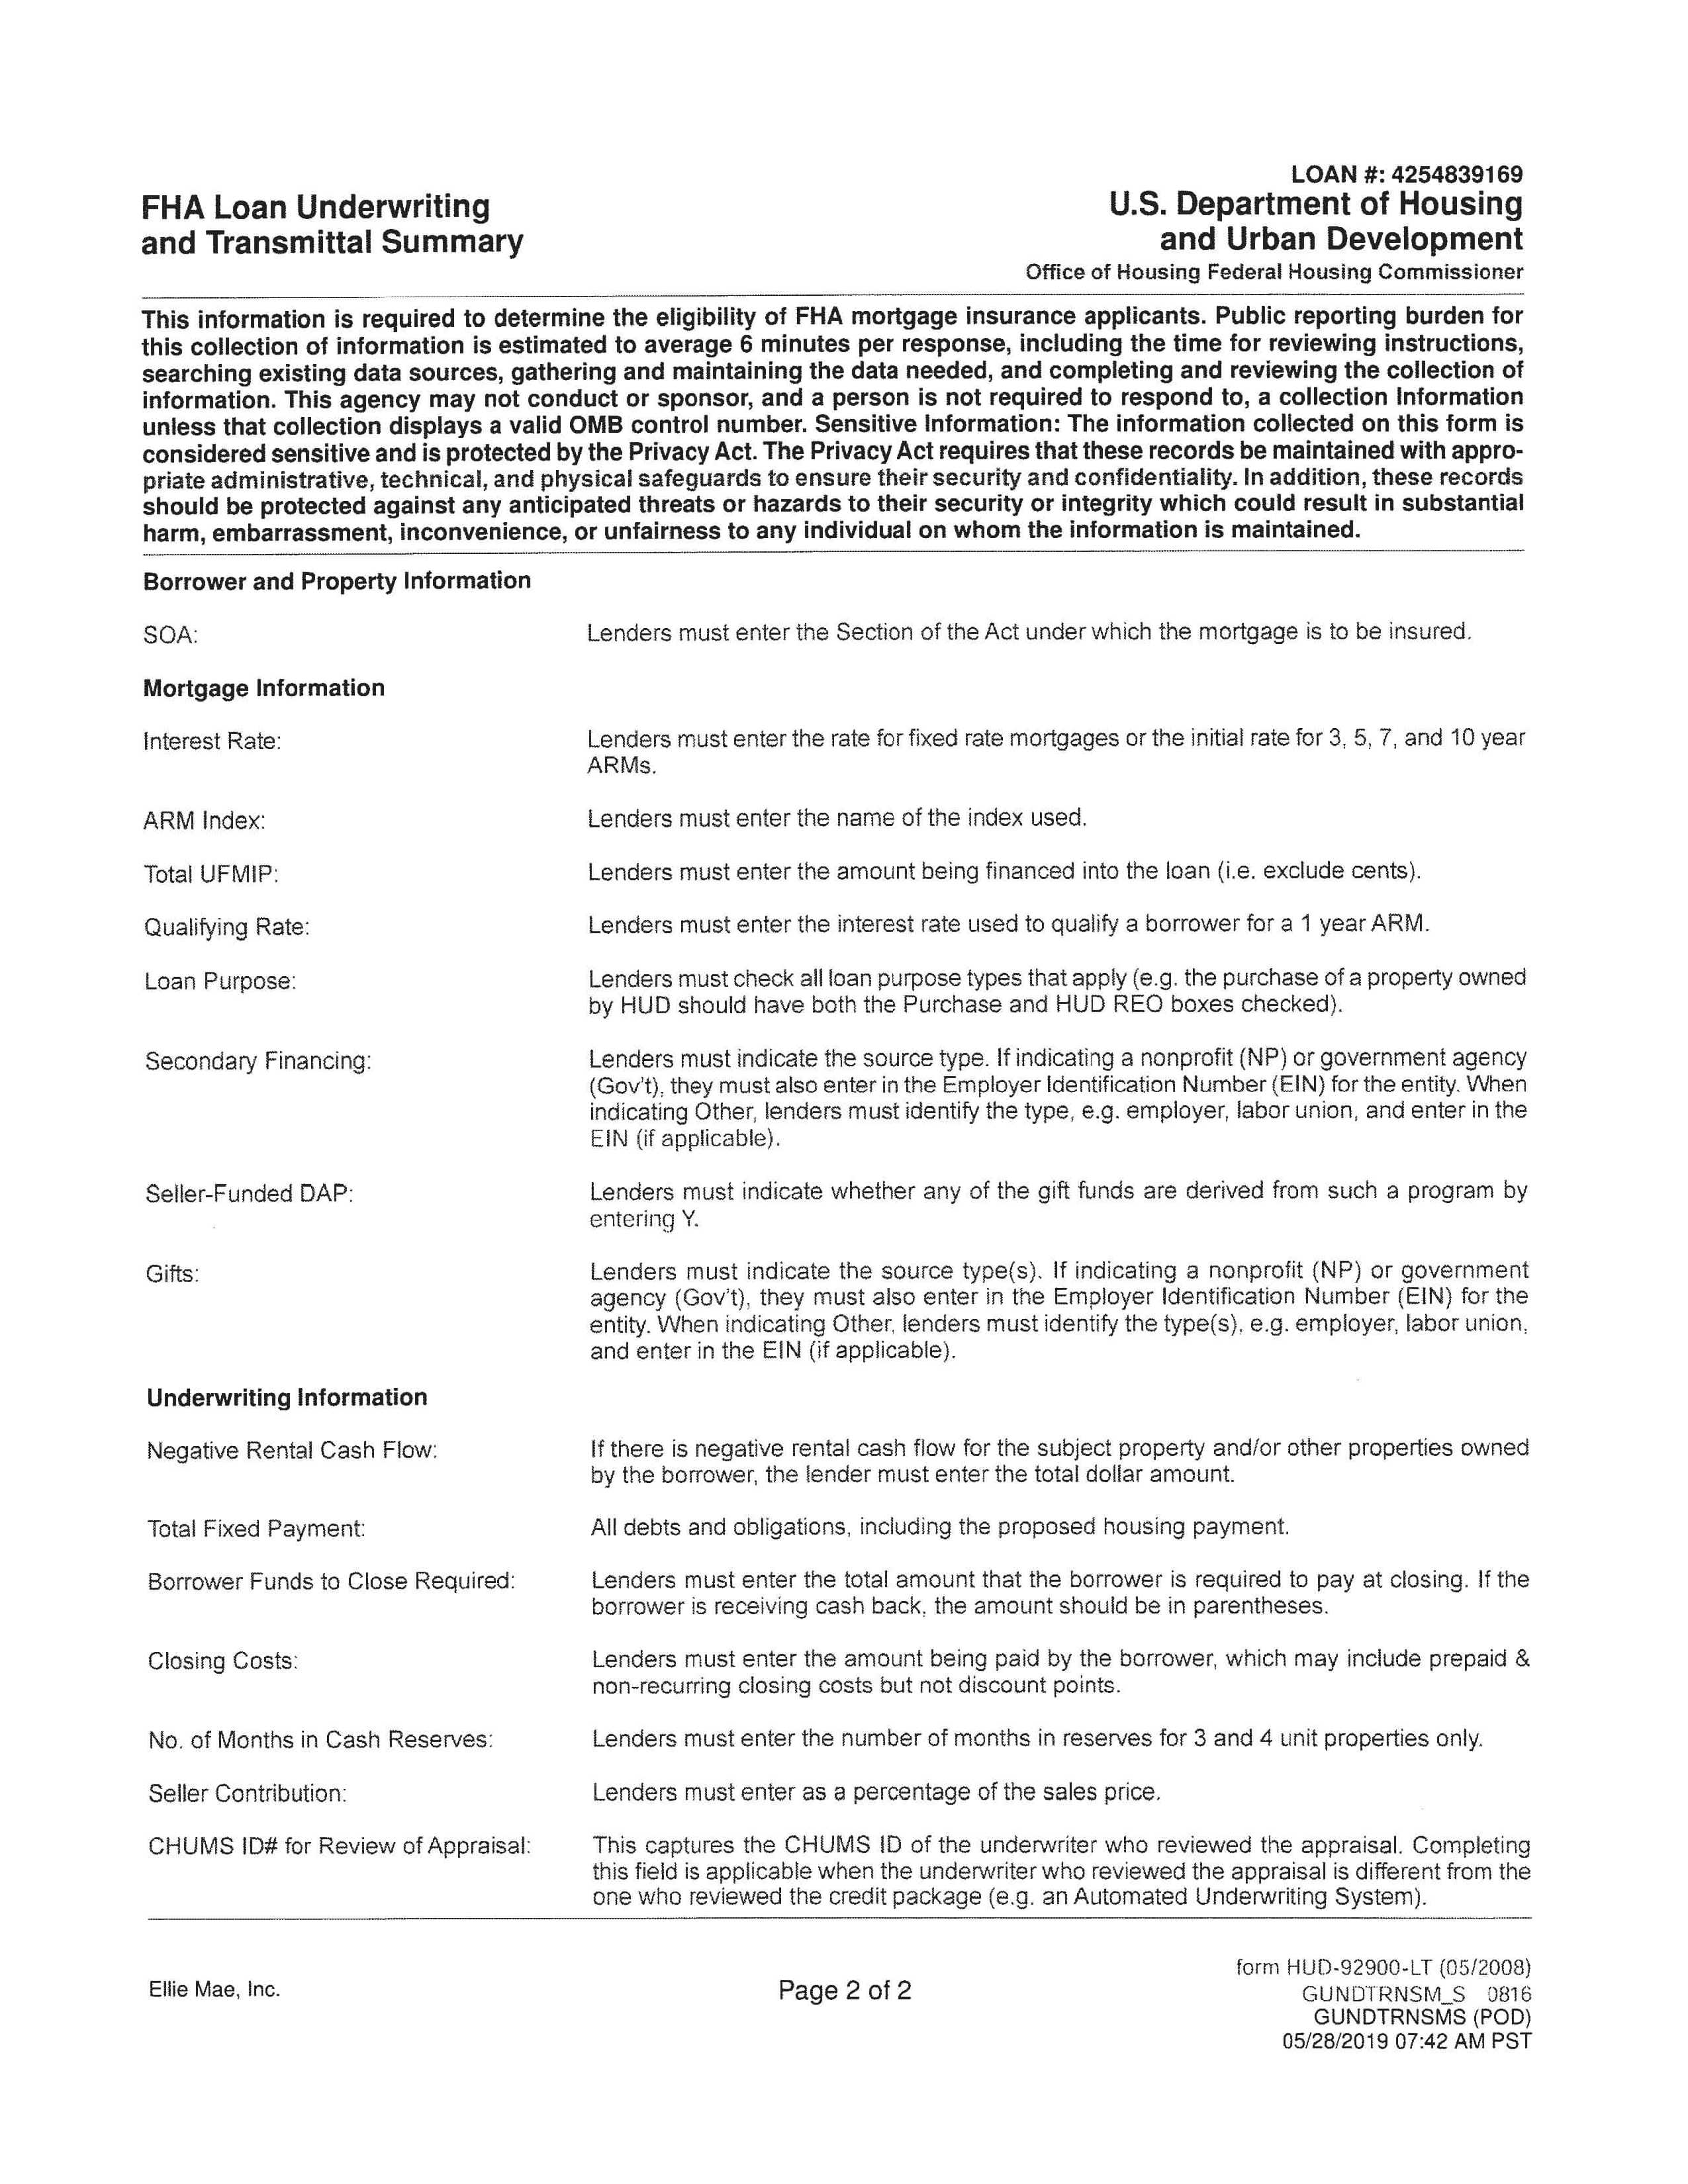 LOAN #: 4254839169
FHA Loan Underwriting
and Transmittal Summary
U.S. Department of Housing
and Urban Development
Office of Housing Federal Housing Commissioner
This information is required to determine the eligibility of FHA mortgage insurance applicants. Public reporting burden for
this collection of information is estimated to average 6 minutes per response, including the time for reviewing instructions,
searching existing data sources, gathering and maintaining the data needed, and completing and reviewing the collection of
information. This agency may not conduct or sponsor, and a person is not required to respond to, a collection Information
unless that collection displays a valid OMB control number. Sensitive Information: The information collected on this form is
considered sensitive and is protected by the Privacy Act. The Privacy Act requires that these records be maintained with appro-
priate administrative, technical, and physical safeguards to ensure their security and confidentiality. In addition, these records
should be protected against any anticipated threats or hazards to their security or integrity which could result in substantial
harm, embarrassment, inconvenience, or unfairness to any individual on whom the information is maintained.
Borrower and Property Information
SOA: Lenders must enter the Section of the Act under which the mortgage is to be insured.
Mortgage Information
Interest Rate: Lenders must enter the rate for fixed rate mortgages or the initial rate for 3, 5, 7, and 10 year
ARMs.
ARM Index: Lenders must enter the name of the index used.
Total UFMIP: Lenders must enter the amount being financed into the loan (i.e. exclude cents).
Qualifying Rate: Lenders must enter the interest rate used to qualify a borrower for a 1 year ARM.
Loan Purpose: Lenders must check all loan purpose types that apply (e.g. the purchase of a property owned
by HUD should have both the Purchase and HUD REO boxes checked).
Secondary Financing: Lenders must indicate the source type. If indicating a nonprofit (NP) or government agency
(Gov't), they must also enter in the Employer Identification Number (EIN) for the entity. When
indicating Other, lenders must identify the type, e.g. employer, labor union, and enter in the
EIN (if applicable).
Seller-Funded DAP: Lenders must indicate whether any of the gift funds are derived from such a program by
entering Y.
Gifts: Lenders must indicate the source type(s). If indicating a nonprofit (NP) or government
agency (Gov't), they must also enter in the Employer Identification Number (EIN) for the
entity. When indicating Other, lenders must identify the type(s), e.g. employer, labor union,
and enter in the EIN (if applicable).
Underwriting Information
Negative Rental Cash Flow: If there is negative rental cash flow for the subject property and/or other properties owned
by the borrower, the lender must enter the total dollar amount.
Total Fixed Payment: All debts and obligations, including the proposed housing payment.
Borrower Funds to Close Required: Lenders must enter the total amount that the borrower is required to pay at closing. If the
borrower is receiving cash back, the amount should be in parentheses.
Closing Costs: Lenders must enter the amount being paid by the borrower, which may include prepaid &
non-recurring closing costs but not discount points.
No. of Months in Cash Reserves: Lenders must enter the number of months in reserves for 3 and 4 unit properties only.
Seller Contribution: Lenders must enter as a percentage of the sales price.
CHUMS ID# for Review of Appraisal: This captures the CHUMS ID of the underwriter who reviewed the appraisal. Completing
this field is applicable when the underwriter who reviewed the appraisal is different from the
one who reviewed the credit package (e.g. an Automated Underwriting System).
form HUD-92900-LT (05/2008)
Ellie Mae, Inc. Page 2 of 2 GUNDTRNSM_S 0816
GUNDTRNSMS (POD)
05/28/2019 07:42 AM PST